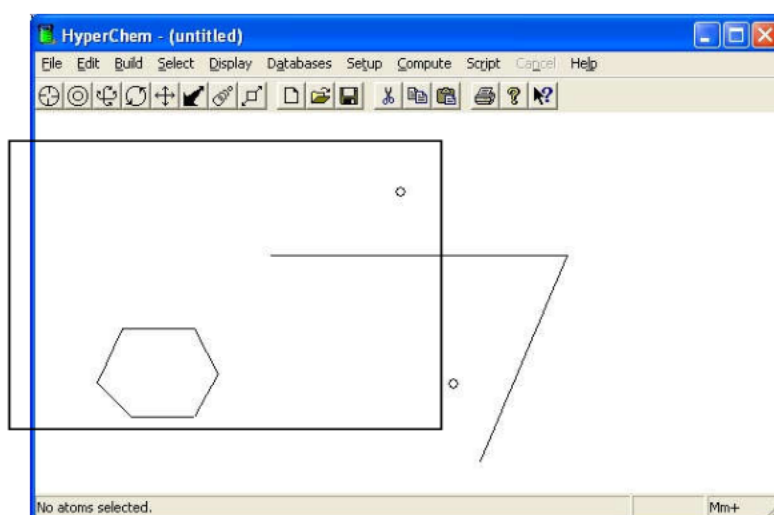 HyperChem - (untitled)
File Edit Build Select Display Databases Setup Compute Script Cancel Help
No atoms selected.
Mm+